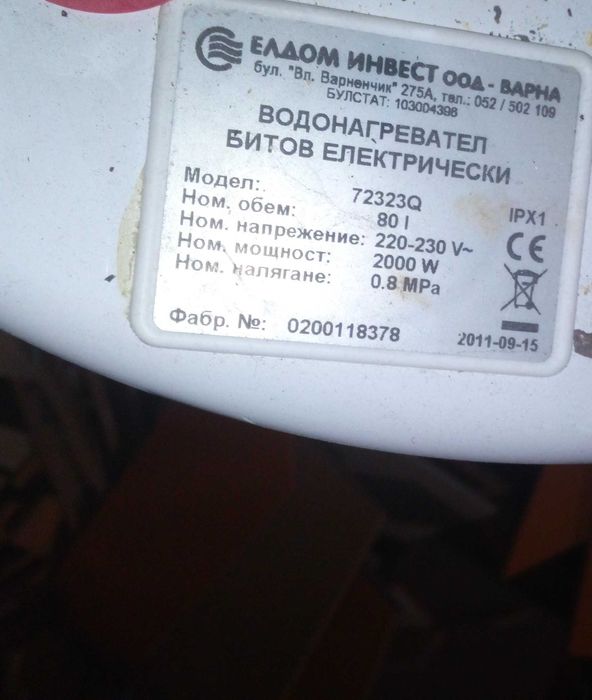 ЕЛДОМ ИНВЕСТ ООД - ВАРНА
бул. "Вл. Варненчик" 275А, тел.: 052 / 502 109
БУЛСТАТ: 103004396
ВОДОНАГРЕВАТЕЛ
БИТОВ ЕЛЕКТРИЧЕСКИ
Модел: 72323Q IPX1
Ном. обем: 80 l
Ном. напрежение: 220-230 V~ CE
Ном. мощност: 2000 W
Ном. налягане: 0.8 MPa
Фабр. №: 0200118378 2011-09-15